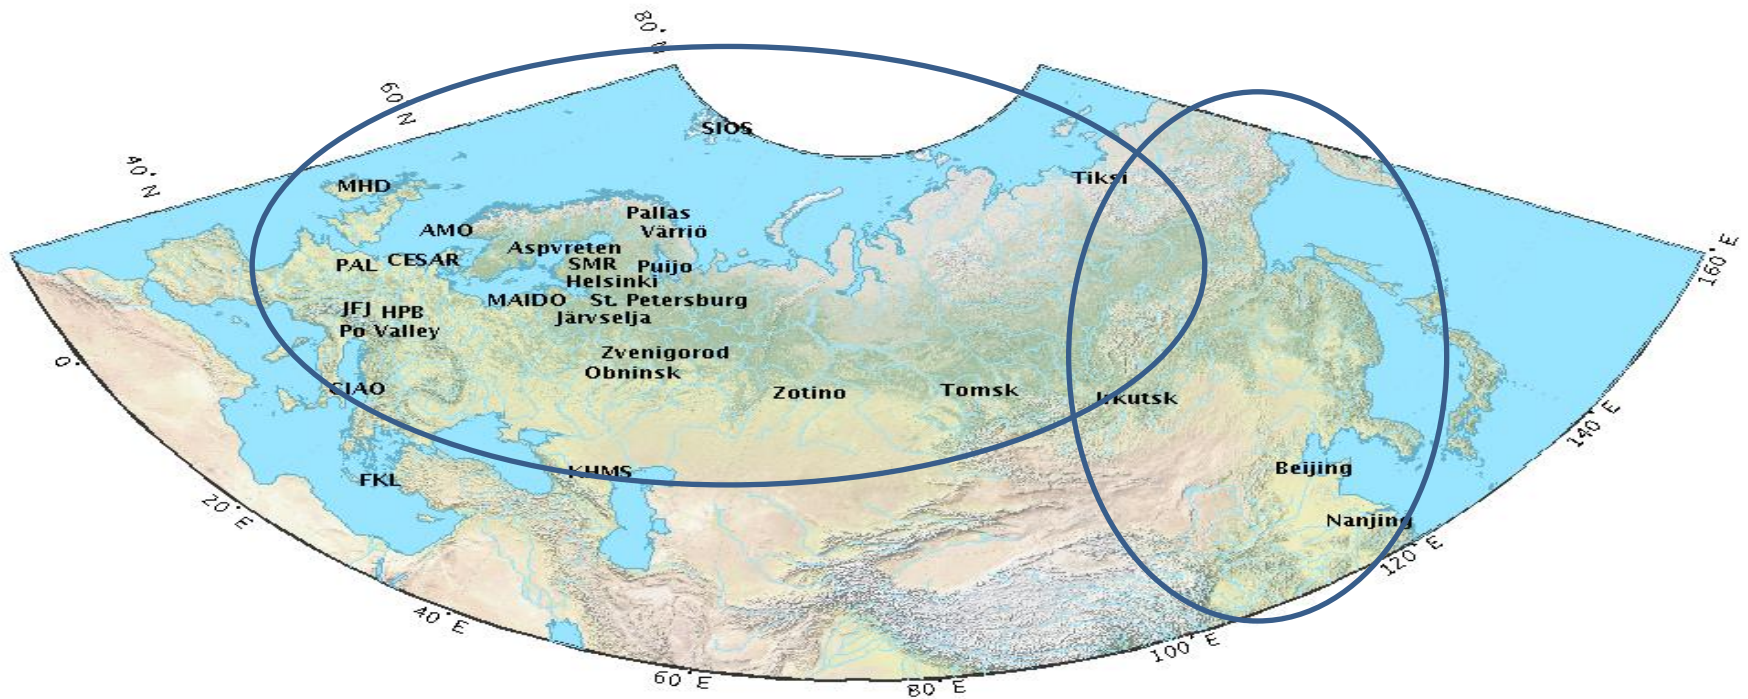 80° N
60° N
40° N
SIOS
MHD
Tiksi
Pallas
AMO
Värriö
Aspvreten
PAL CESAR
SMR Puijo
Helsinki
MAIDO St. Petersburg
JFJ HPB
Järvselja
Po Valley
Zvenigorod
0°
Obninsk
CIAO
Zotino
Tomsk
Irkutsk
KHMS
Beijing
FKL
Nanjing
160° E
140° E
120° E
20° E
40° E
100° E
60° E
80° E